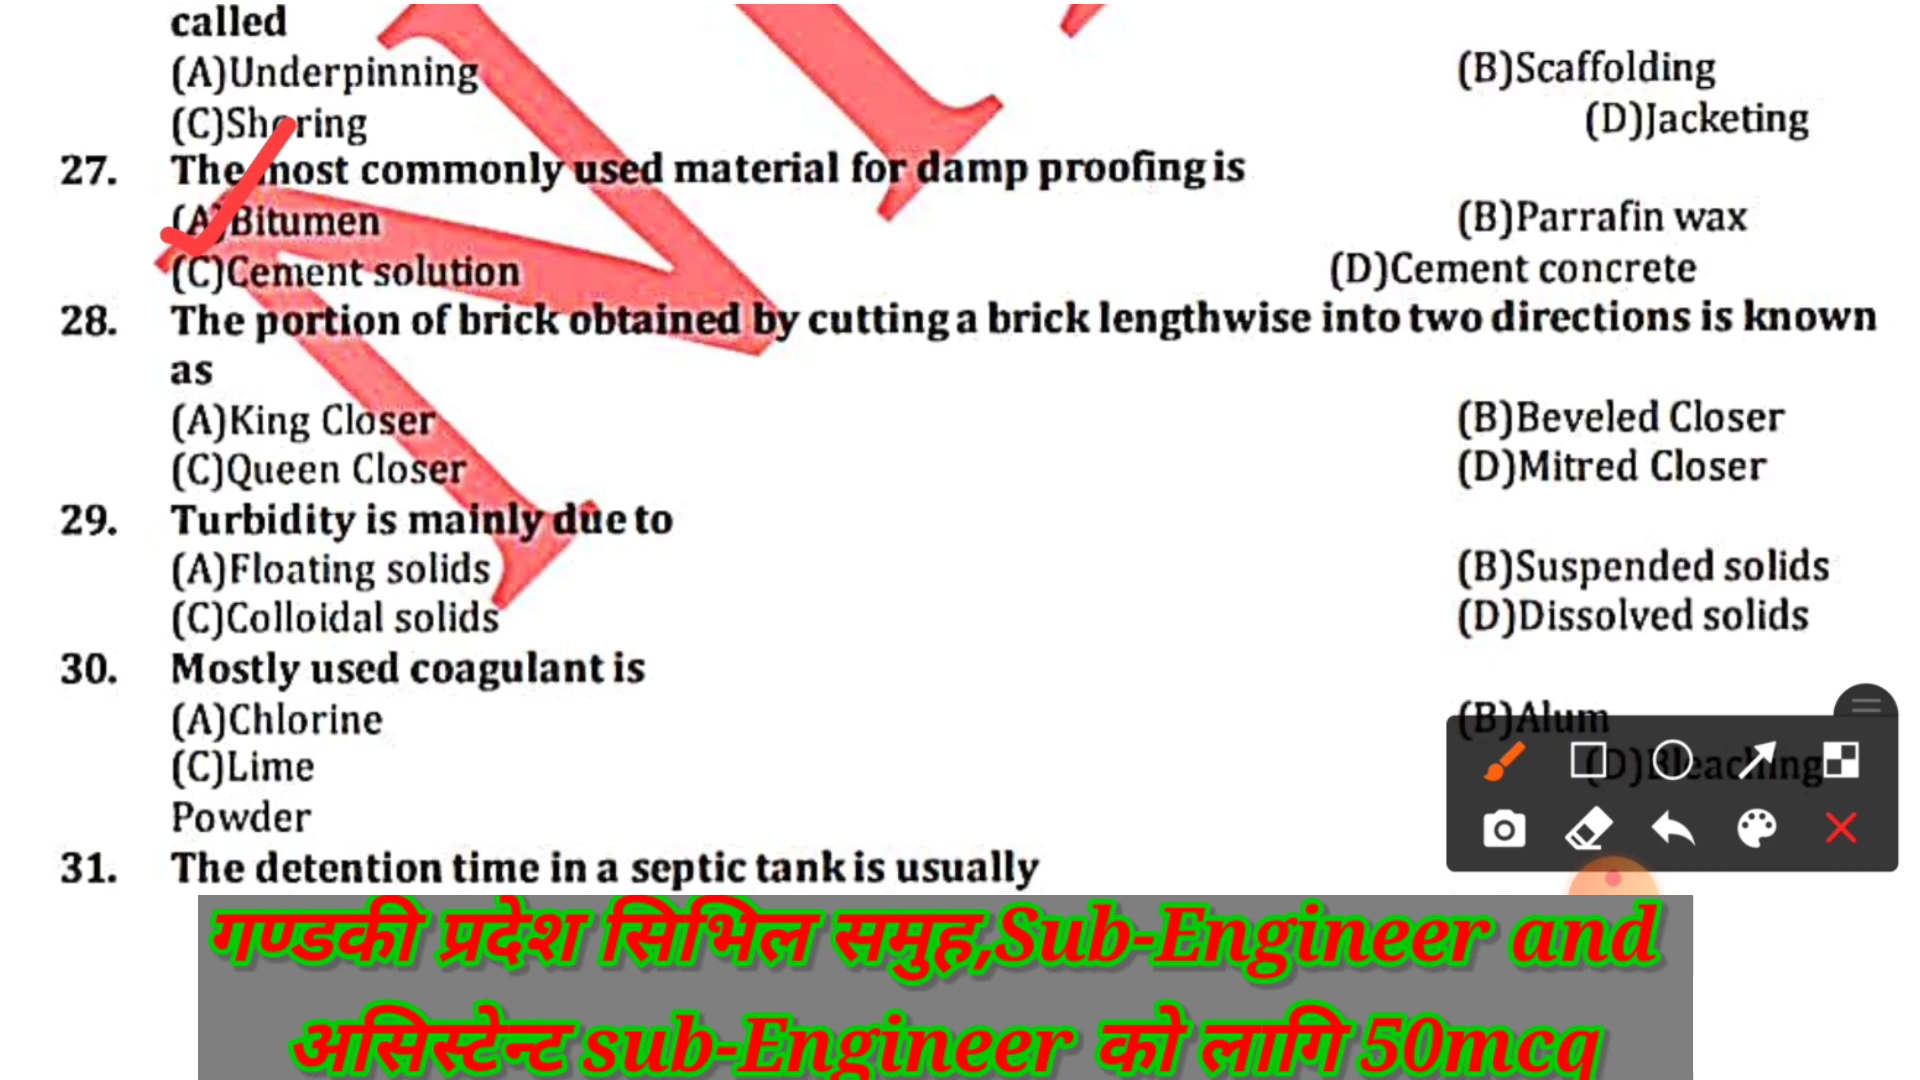 called
(A)Underpinning (B)Scaffolding
(C)Shoring (D)Jacketing
27. The most commonly used material for damp proofing is
(A)Bitumen (B)Parrafin wax
(C)Cement solution (D)Cement concrete
28. The portion of brick obtained by cutting a brick lengthwise into two directions is known
as
(A)King Closer (B)Beveled Closer
(C)Queen Closer (D)Mitred Closer
29. Turbidity is mainly due to
(A)Floating solids (B)Suspended solids
(C)Colloidal solids (D)Dissolved solids
30. Mostly used coagulant is
(A)Chlorine (B)Alum
(C)Lime (D)Bleaching
Powder
31. The detention time in a septic tank is usually
गण्डकी प्रदेश सिभिल समुह,Sub-Engineer and
असिस्टेन्ट sub-Engineer को लागि 50mcq